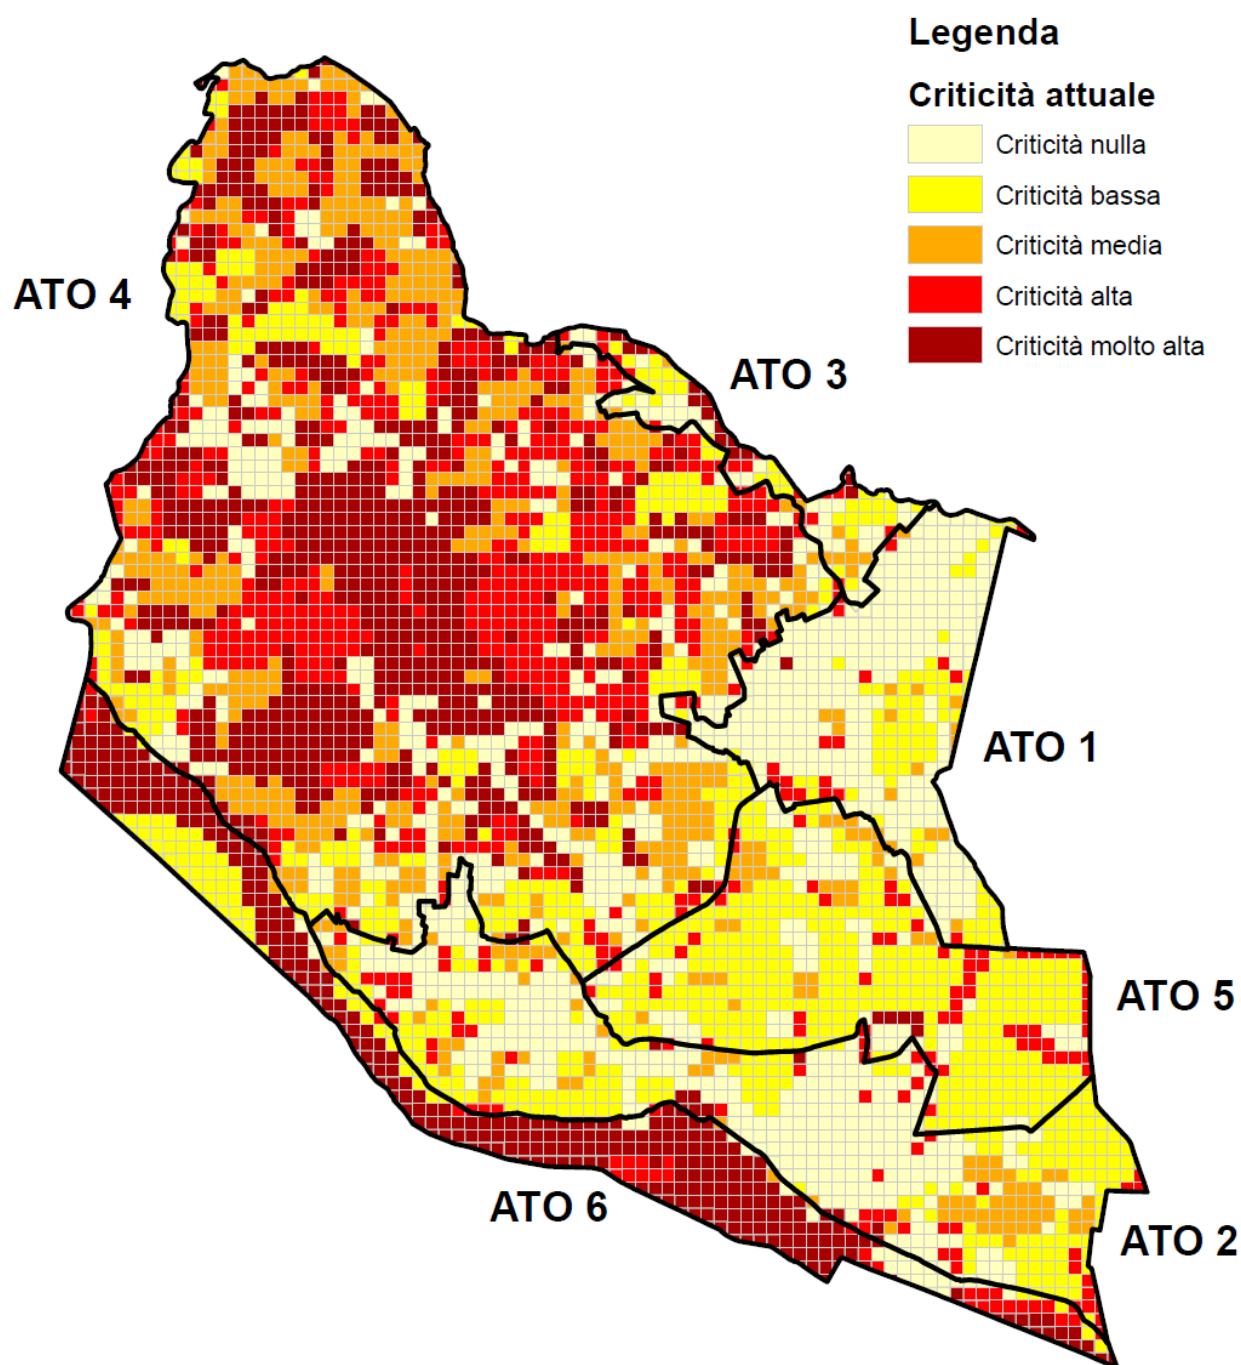 Legenda
Criticità attuale
Criticità nulla
Criticità bassa
Criticità media
Criticità alta
Criticità molto alta
ATO 4
ATO 3
ATO 1
ATO 5
ATO 6
ATO 2